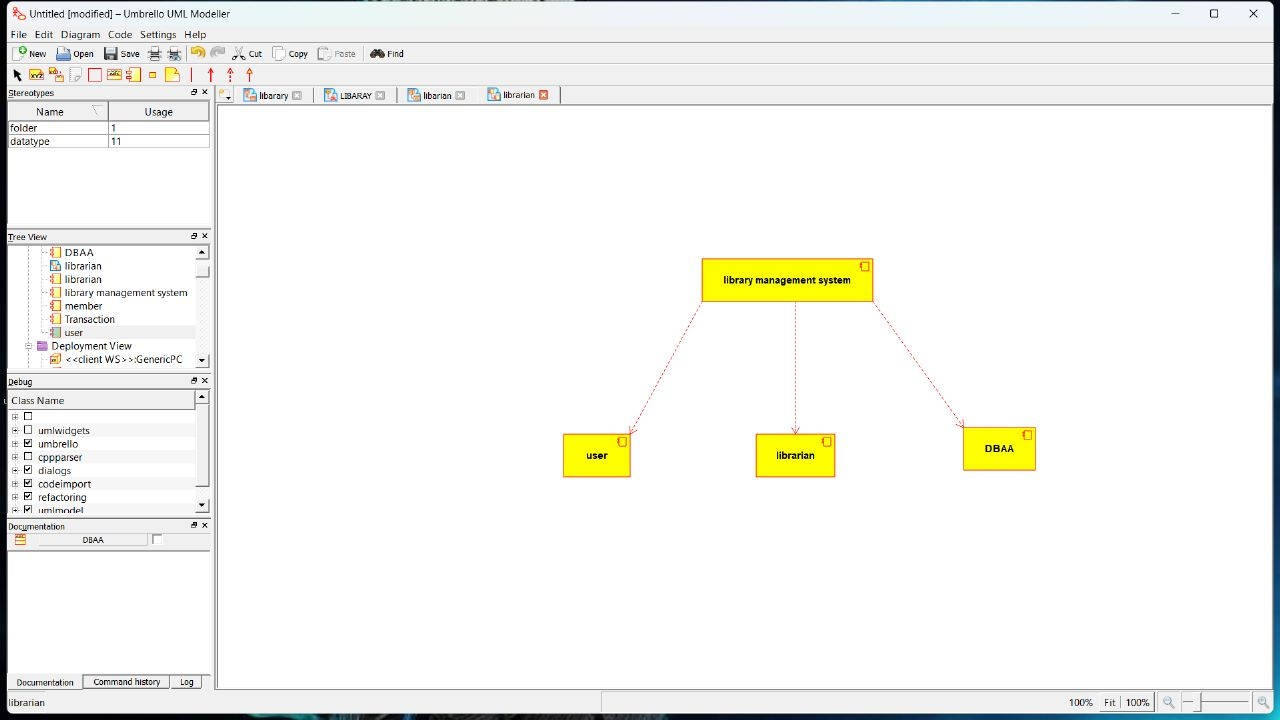 Untitled [modified] – Umbrello UML Modeller
File Edit Diagram Code Settings Help
New Open Save Cut Copy Paste Find
XYZ
Stereotypes
Name Usage
folder 1
datatype 11
libarary LIBARAY libarian librarian
Tree View
DBAA
librarian
librarian
library management system
member
Transaction
user
Deployment View
<<client WS>>:GenericPC
Debug
Class Name
umlwidgets
umbrello
cppparser
dialogs
codeimport
refactoring
umlmodel
Documentation
DBAA
library management system
user
librarian
DBAA
Documentation Command history Log
librarian
100% Fit 100%